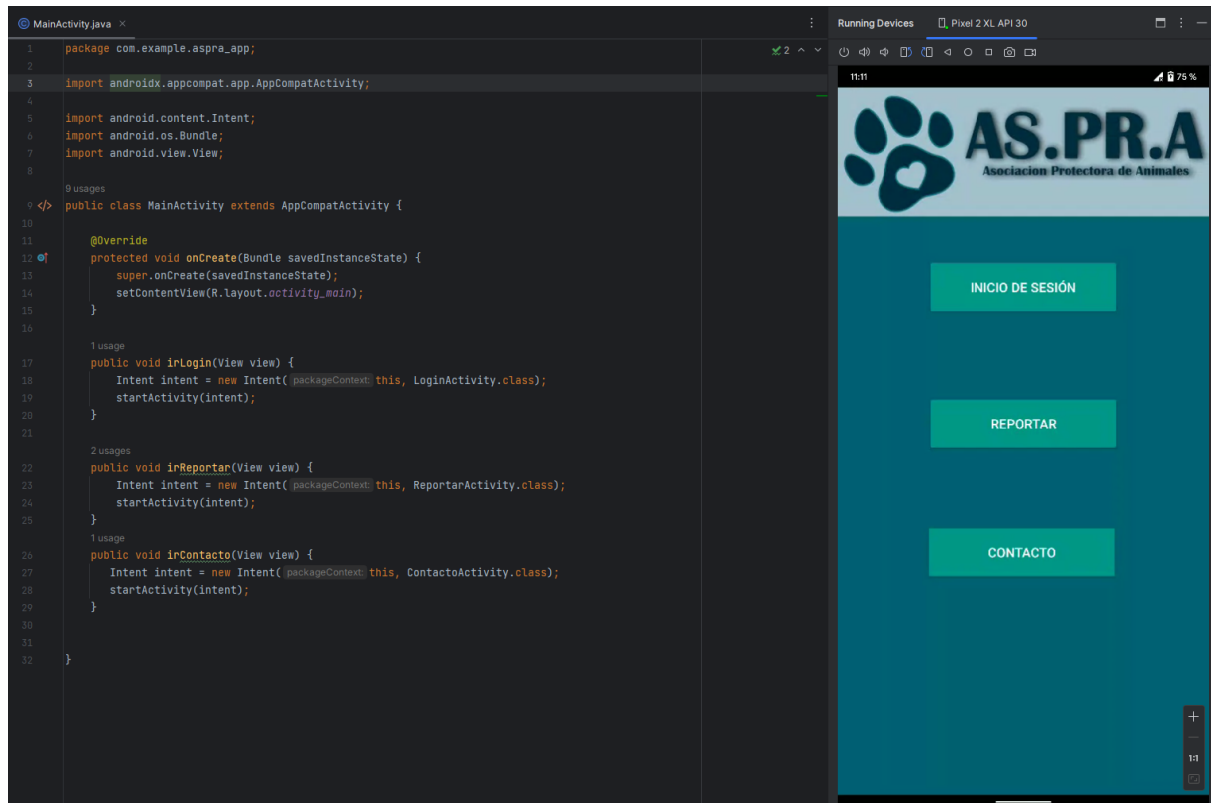 MainActivity.java
1 package com.example.aspra_app;
2
2
3 import androidx.appcompat.app.AppCompatActivity;
4
5 import android.content.Intent;
6 import android.os.Bundle;
7 import android.view.View;
8
9 usages
9 </> public class MainActivity extends AppCompatActivity {
10
11 @Override
12 protected void onCreate(Bundle savedInstanceState) {
13 super.onCreate(savedInstanceState);
14 setContentView(R.layout.activity_main);
15 }
16
1 usage
17 public void irLogin(View view) {
18 Intent intent = new Intent( packageContext: this, LoginActivity.class);
19 startActivity(intent);
20 }
21
2 usages
22 public void irReportar(View view) {
23 Intent intent = new Intent( packageContext: this, ReportarActivity.class);
24 startActivity(intent);
25 }
1 usage
26 public void irContacto(View view) {
27 Intent intent = new Intent( packageContext: this, ContactoActivity.class);
28 startActivity(intent);
29 }
30
31
32 }
Running Devices Pixel 2 XL API 30
11:11 75 %
AS.PR.A
Asociacion Protectora de Animales
INICIO DE SESIÓN
REPORTAR
CONTACTO
1:1